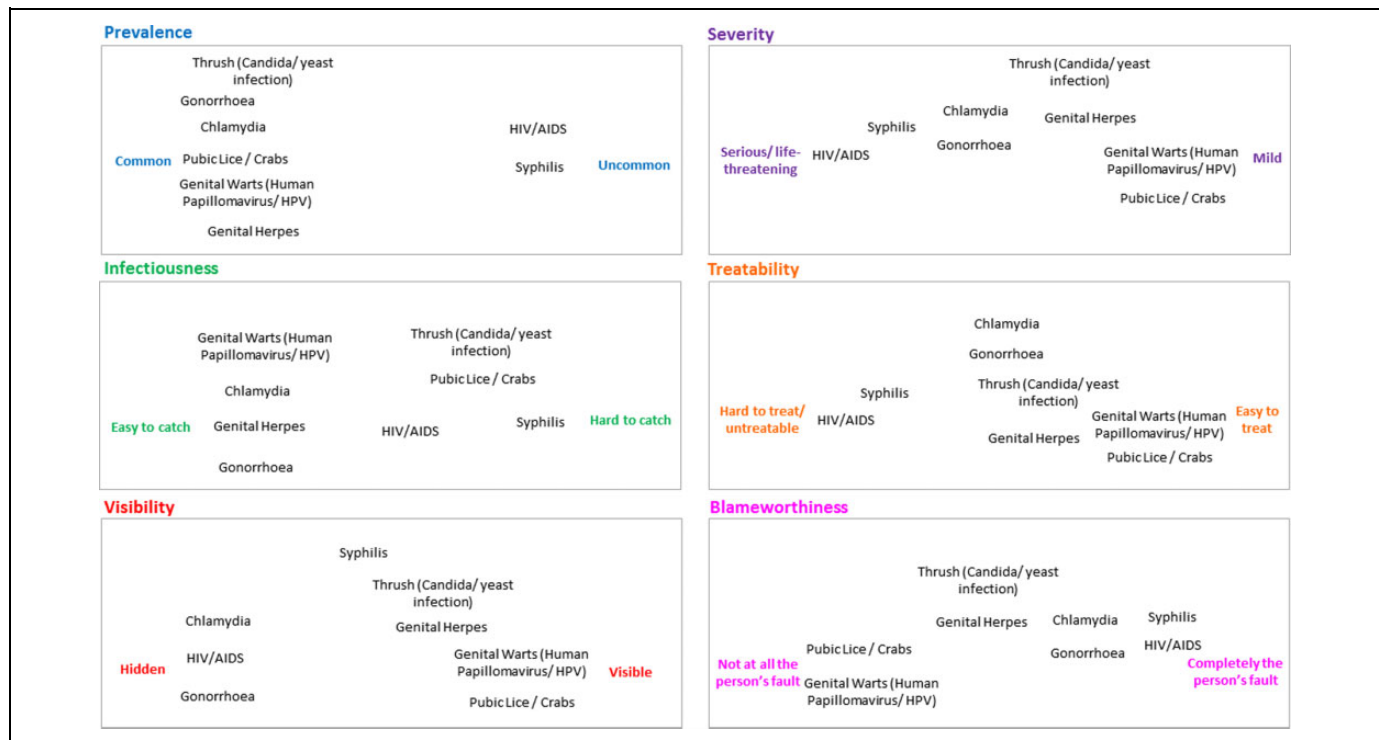 Prevalence
Thrush (Candida/ yeast
infection)
Gonorrhoea
Chlamydia
HIV/AIDS
Common
Pubic Lice / Crabs
Syphilis
Uncommon
Genital Warts (Human
Papillomavirus/ HPV)
Genital Herpes
Severity
Thrush (Candida/ yeast
infection)
Chlamydia
Genital Herpes
Syphilis
Gonorrhoea
Serious/ life-
threatening
HIV/AIDS
Genital Warts (Human
Papillomavirus/ HPV)
Mild
Pubic Lice / Crabs
Infectiousness
Genital Warts (Human
Papillomavirus/ HPV)
Thrush (Candida/ yeast
infection)
Pubic Lice / Crabs
Chlamydia
Easy to catch
Genital Herpes
HIV/AIDS
Syphilis
Hard to catch
Gonorrhoea
Treatability
Chlamydia
Gonorrhoea
Syphilis
Thrush (Candida/ yeast
infection)
Hard to treat/
untreatable
HIV/AIDS
Genital Herpes
Genital Warts (Human
Papillomavirus/ HPV)
Easy to
treat
Pubic Lice / Crabs
Visibility
Syphilis
Thrush (Candida/ yeast
infection)
Chlamydia
Genital Herpes
HIV/AIDS
Hidden
Genital Warts (Human
Papillomavirus/ HPV)
Visible
Gonorrhoea
Pubic Lice / Crabs
Blameworthiness
Thrush (Candida/ yeast
infection)
Genital Herpes
Chlamydia
Syphilis
Pubic Lice / Crabs
Gonorrhoea
HIV/AIDS
Not at all the
person's fault
Genital Warts (Human
Papillomavirus/ HPV)
Completely the
person's fault